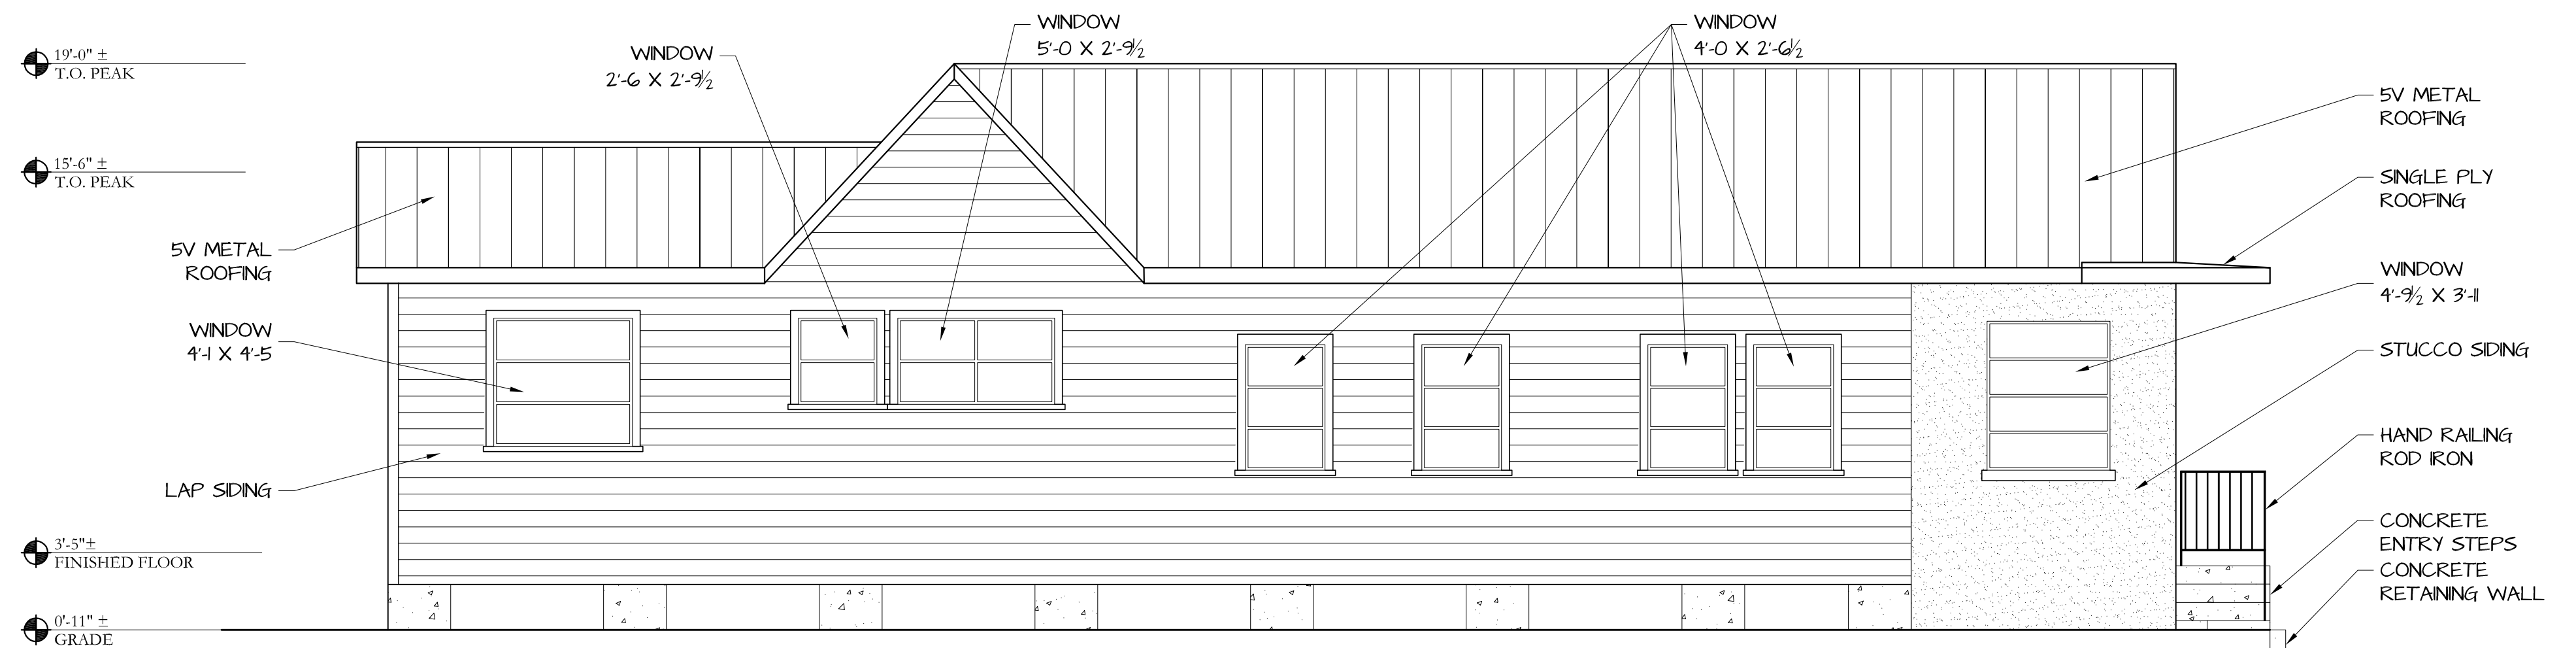 19'-0" ±
T.O. PEAK
15'-6" ±
T.O. PEAK
WINDOW
2'-6 X 2'-9½
WINDOW
5'-0 X 2'-9½
WINDOW
4'-0 X 2'-6½
5V METAL
ROOFING
SINGLE PLY
ROOFING
5V METAL
ROOFING
WINDOW
4'-9½ X 3'-11
WINDOW
4'-1 X 4'-5
STUCCO SIDING
LAP SIDING
HAND RAILING
ROD IRON
3'-5"±
FINISHED FLOOR
CONCRETE
ENTRY STEPS
CONCRETE
RETAINING WALL
0'-11" ±
GRADE